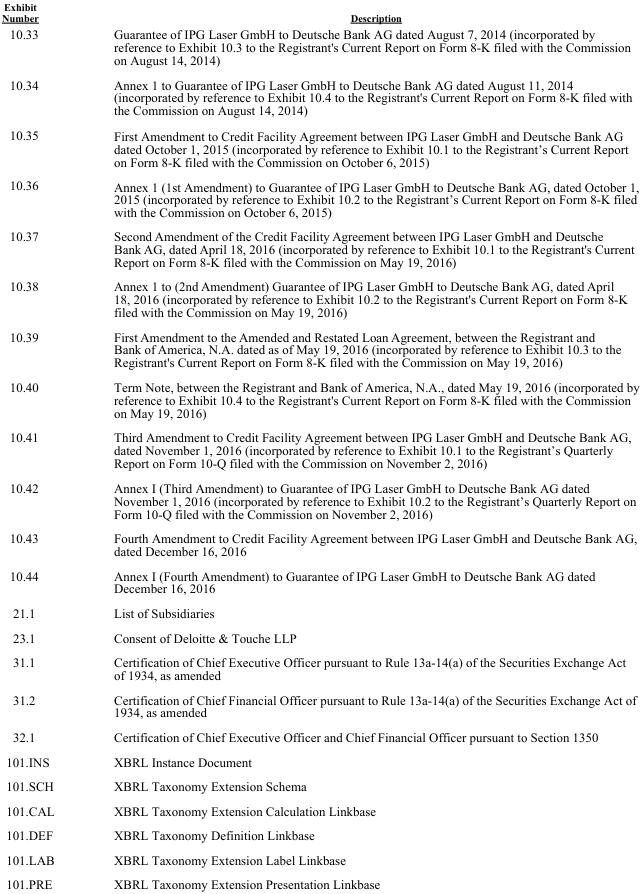 Exhibit
Number Description
10.33 Guarantee of IPG Laser GmbH to Deutsche Bank AG dated August 7, 2014 (incorporated by
reference to Exhibit 10.3 to the Registrant's Current Report on Form 8-K filed with the Commission
on August 14, 2014)
10.34 Annex 1 to Guarantee of IPG Laser GmbH to Deutsche Bank AG dated August 11, 2014
(incorporated by reference to Exhibit 10.4 to the Registrant's Current Report on Form 8-K filed with
the Commission on August 14, 2014)
10.35 First Amendment to Credit Facility Agreement between IPG Laser GmbH and Deutsche Bank AG
dated October 1, 2015 (incorporated by reference to Exhibit 10.1 to the Registrant’s Current Report
on Form 8-K filed with the Commission on October 6, 2015)
10.36 Annex 1 (1st Amendment) to Guarantee of IPG Laser GmbH to Deutsche Bank AG, dated October 1,
2015 (incorporated by reference to Exhibit 10.2 to the Registrant’s Current Report on Form 8-K filed
with the Commission on October 6, 2015)
10.37 Second Amendment of the Credit Facility Agreement between IPG Laser GmbH and Deutsche
Bank AG, dated April 18, 2016 (incorporated by reference to Exhibit 10.1 to the Registrant's Current
Report on Form 8-K filed with the Commission on May 19, 2016)
10.38 Annex 1 to (2nd Amendment) Guarantee of IPG Laser GmbH to Deutsche Bank AG, dated April
18, 2016 (incorporated by reference to Exhibit 10.2 to the Registrant's Current Report on Form 8-K
filed with the Commission on May 19, 2016)
10.39 First Amendment to the Amended and Restated Loan Agreement, between the Registrant and
Bank of America, N.A. dated as of May 19, 2016 (incorporated by reference to Exhibit 10.3 to the
Registrant's Current Report on Form 8-K filed with the Commission on May 19, 2016)
10.40 Term Note, between the Registrant and Bank of America, N.A., dated May 19, 2016 (incorporated by
reference to Exhibit 10.4 to the Registrant's Current Report on Form 8-K filed with the Commission
on May 19, 2016)
10.41 Third Amendment to Credit Facility Agreement between IPG Laser GmbH and Deutsche Bank AG,
dated November 1, 2016 (incorporated by reference to Exhibit 10.1 to the Registrant’s Quarterly
Report on Form 10-Q filed with the Commission on November 2, 2016)
10.42 Annex I (Third Amendment) to Guarantee of IPG Laser GmbH to Deutsche Bank AG dated
November 1, 2016 (incorporated by reference to Exhibit 10.2 to the Registrant’s Quarterly Report on
Form 10-Q filed with the Commission on November 2, 2016)
10.43 Fourth Amendment to Credit Facility Agreement between IPG Laser GmbH and Deutsche Bank AG,
dated December 16, 2016
10.44 Annex I (Fourth Amendment) to Guarantee of IPG Laser GmbH to Deutsche Bank AG dated
December 16, 2016
21.1 List of Subsidiaries
23.1 Consent of Deloitte & Touche LLP
31.1 Certification of Chief Executive Officer pursuant to Rule 13a-14(a) of the Securities Exchange Act
of 1934, as amended
31.2 Certification of Chief Financial Officer pursuant to Rule 13a-14(a) of the Securities Exchange Act of
1934, as amended
32.1 Certification of Chief Executive Officer and Chief Financial Officer pursuant to Section 1350
101.INS XBRL Instance Document
101.SCH XBRL Taxonomy Extension Schema
101.CAL XBRL Taxonomy Extension Calculation Linkbase
101.DEF XBRL Taxonomy Definition Linkbase
101.LAB XBRL Taxonomy Extension Label Linkbase
101.PRE XBRL Taxonomy Extension Presentation Linkbase